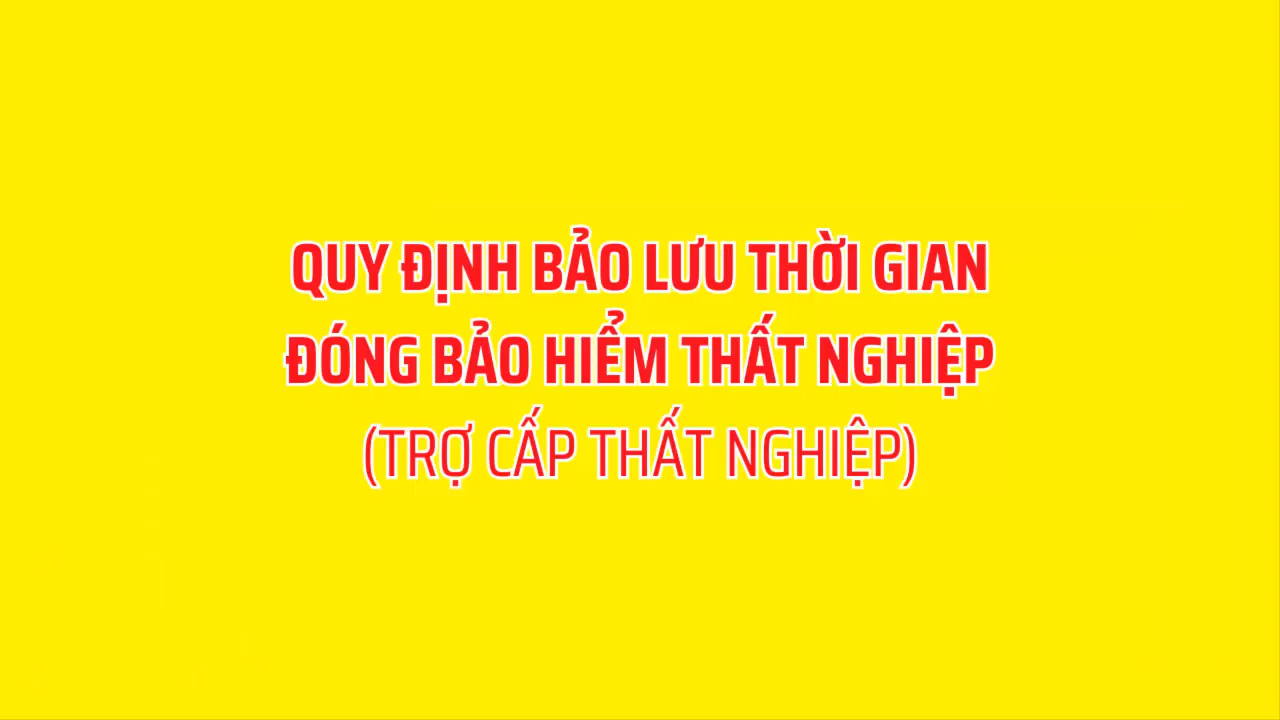 QUY ĐỊNH BẢO LƯU THỜI GIAN
ĐÓNG BẢO HIỂM THẤT NGHIỆP
(TRỢ CẤP THẤT NGHIỆP)